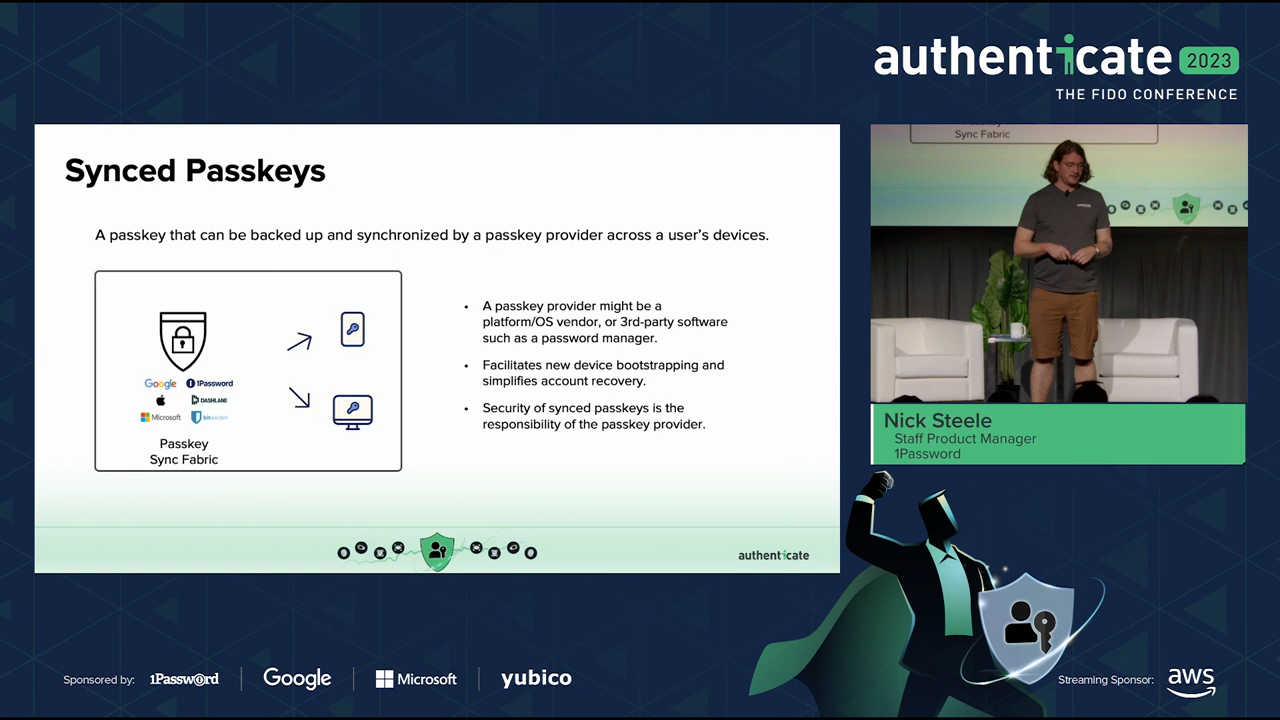 authenticate 2023
THE FIDO CONFERENCE
Synced Passkeys
A passkey that can be backed up and synchronized by a passkey provider across a user's devices.
Google 1Password
DASHLANE
Microsoft bitwarden
Passkey
Sync Fabric
• A passkey provider might be a
platform/OS vendor, or 3rd-party software
such as a password manager.
• Facilitates new device bootstrapping and
simplifies account recovery.
• Security of synced passkeys is the
responsibility of the passkey provider.
authenticate
Sync Fabric
Nick Steele
Staff Product Manager
1Password
Sponsored by: 1Password Google Microsoft yubico
Streaming Sponsor: aws